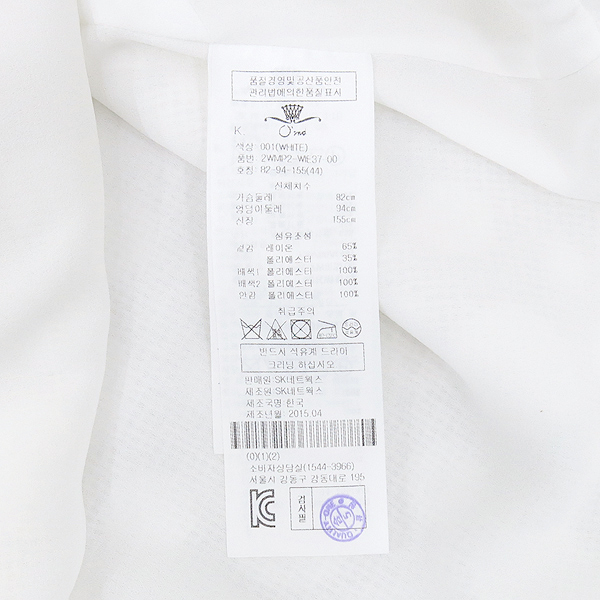 품질경영및공산품안전
관리법에의한품질표시
K.
O'2nd
색상 001(WHITE)
품번 2WMP2-WIE37-00
호칭 82-94-155(44)
신체치수
가슴둘레 82cm
엉덩이둘레 94cm
신장 155cm
섬유조성
겉감 레이온 65%
폴리에스터 35%
배색1 폴리에스터 100%
배색2 폴리에스터 100%
안감 폴리에스터 100%
취급주의
반드시 석유계 드라이
크리닝 하십시오
판매원 SK네트웍스
제조원 SK네트웍스
제조국명 한국
제조년월 2015.04
(0)(1)(2)
소비자상담실(1544-3966)
서울시 강동구 강동대로 195
검사필